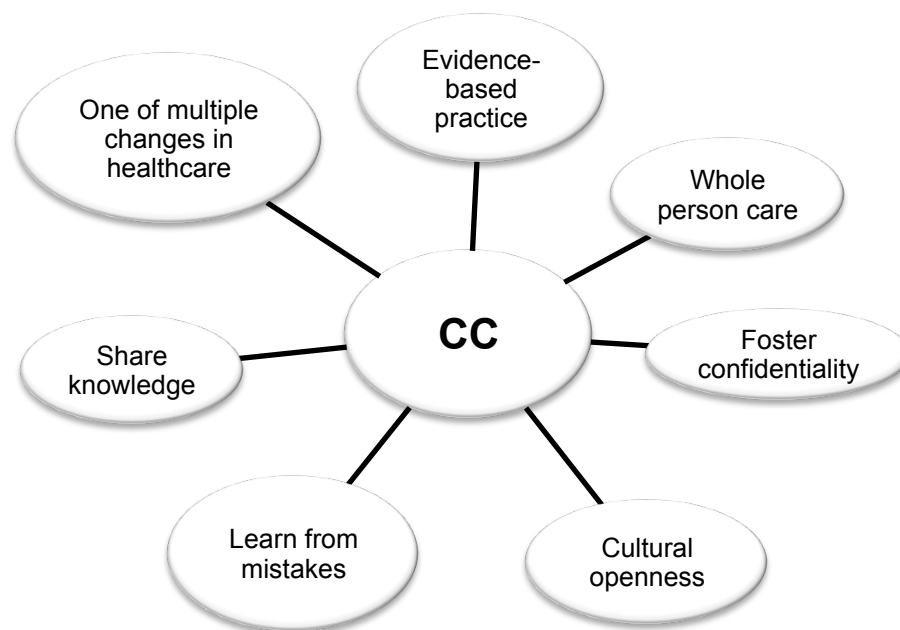 Evidence-
based
practice
One of multiple
changes in
healthcare
Whole
person care
CC
Share
knowledge
Foster
confidentiality
Learn from
mistakes
Cultural
openness